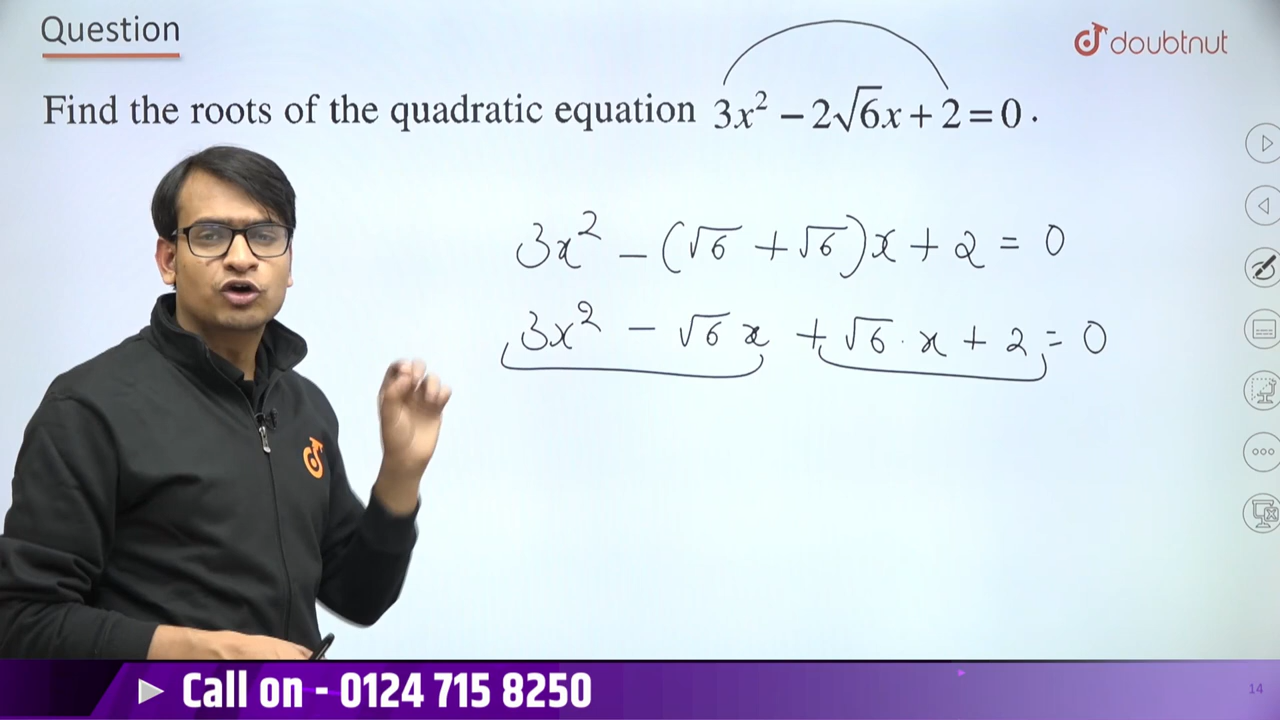 Question
doubtnut
Find the roots of the quadratic equation 3x² − 2√6x + 2 = 0 .
3x² − (√6 + √6)x + 2 = 0
3x² − √6 x + √6 · x + 2 = 0
Call on - 0124 715 8250
14